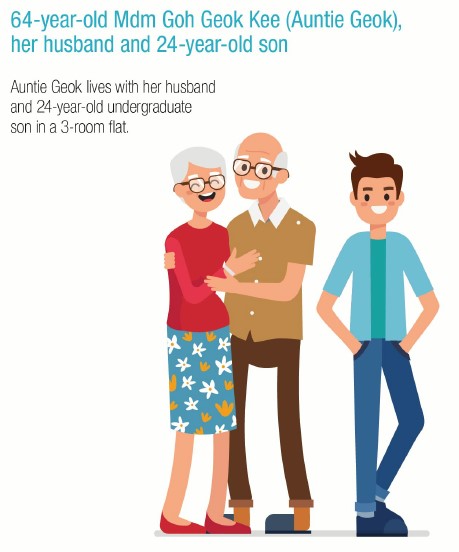 64-year-old Mdm Goh Geok Kee (Auntie Geok),
her husband and 24-year-old son
Auntie Geok lives with her husband
and 24-year-old undergraduate
son in a 3-room flat.